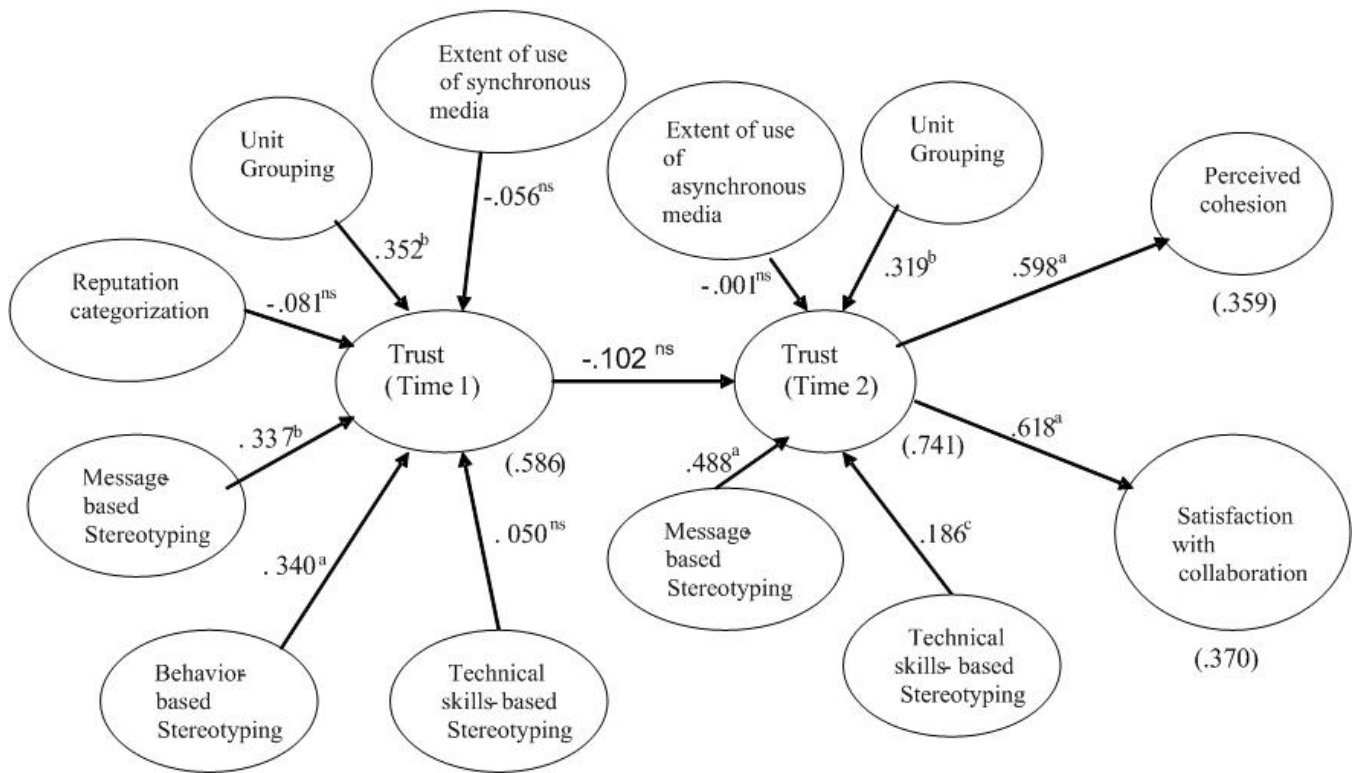 Extent of use
of synchronous
media
Unit
Grouping
Extent of use
of
asynchronous
media
Unit
Grouping
Perceived
cohesion
-.056ns
.352b
Reputation
categorization
-.081ns
-.001ns
.319b
.598a
(.359)
Trust
(Time 1)
-.102 ns
Trust
(Time 2)
.337b
(.586)
.488a
(.741)
.618a
Message-
based
Stereotyping
.340a
.050ns
Message-
based
Stereotyping
.186c
Satisfaction
with
collaboration
(.370)
Behavior-
based
Stereotyping
Technical
skills-based
Stereotyping
Technical
skills-based
Stereotyping